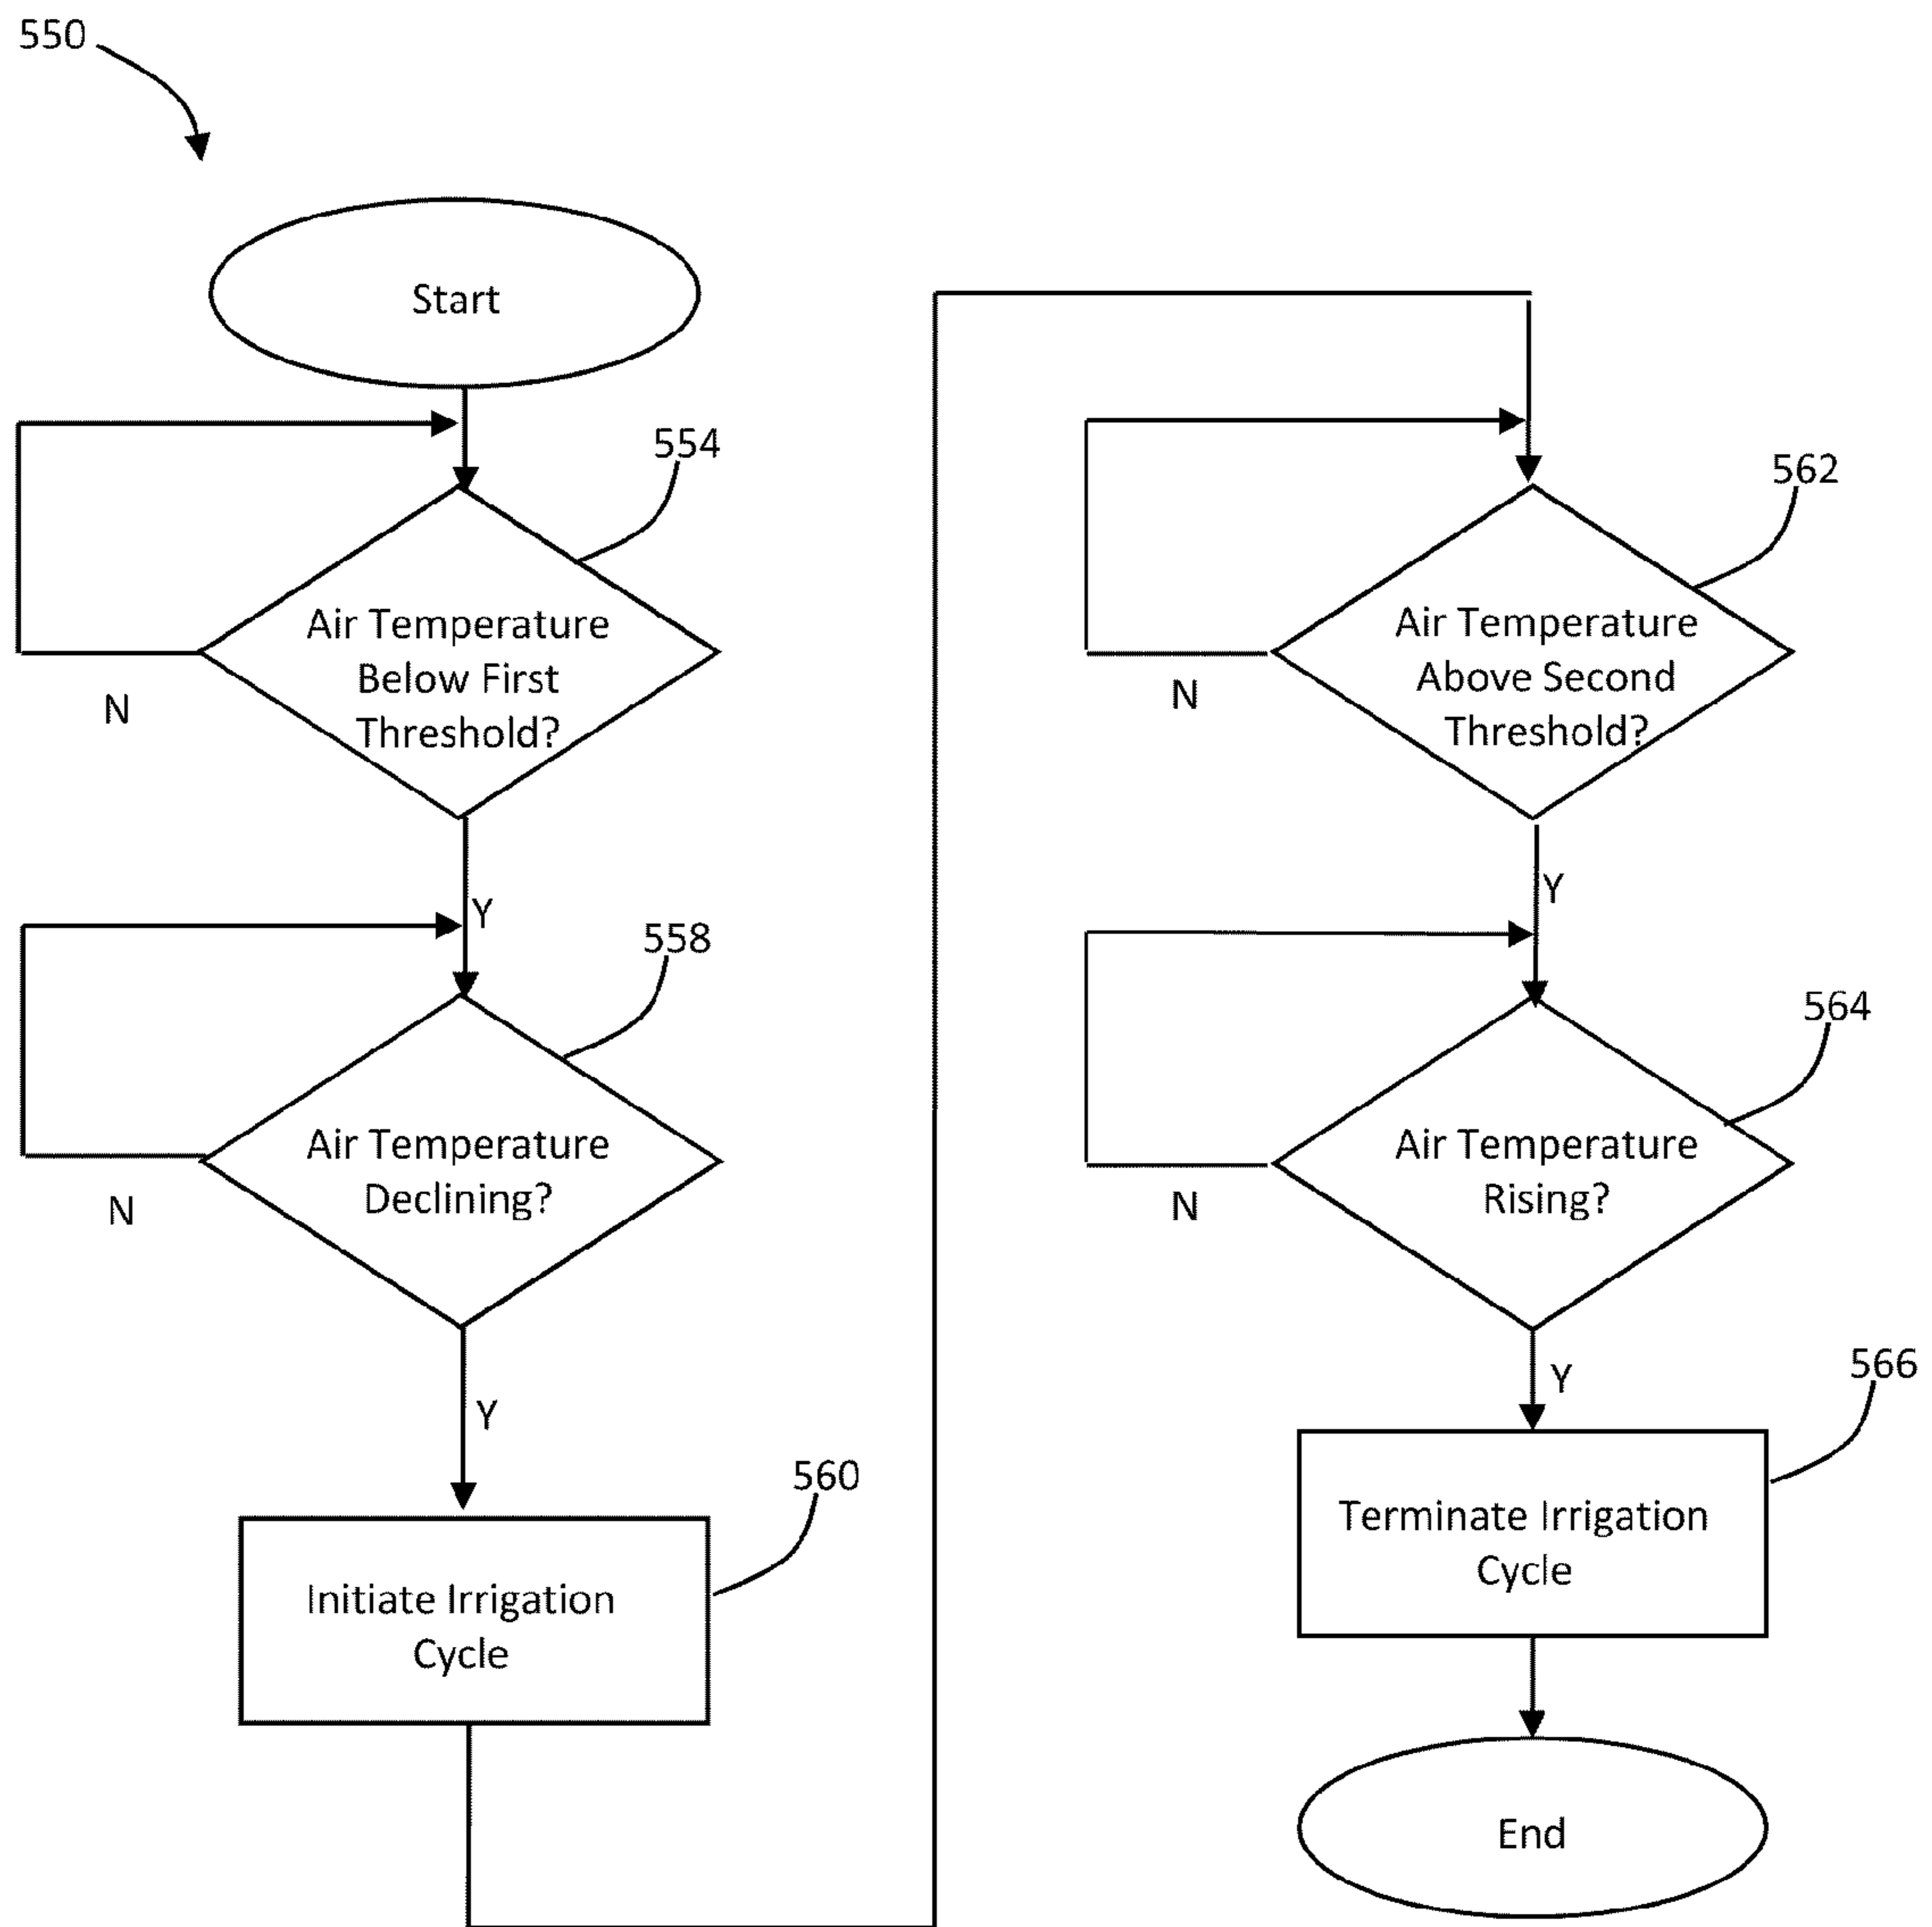 550
Start
554
Air Temperature
Below First
Threshold?
N
Y
558
Air Temperature
Declining?
N
Y
560
Initiate Irrigation
Cycle
562
Air Temperature
Above Second
Threshold?
N
Y
564
Air Temperature
Rising?
N
Y
566
Terminate Irrigation
Cycle
End